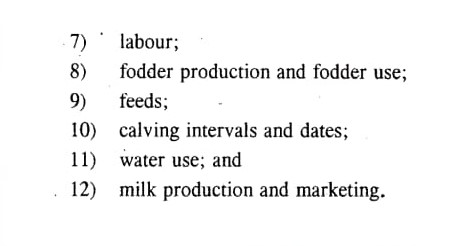 7) labour;
8) fodder production and fodder use;
9) feeds;
10) calving intervals and dates;
11) water use; and
12) milk production and marketing.